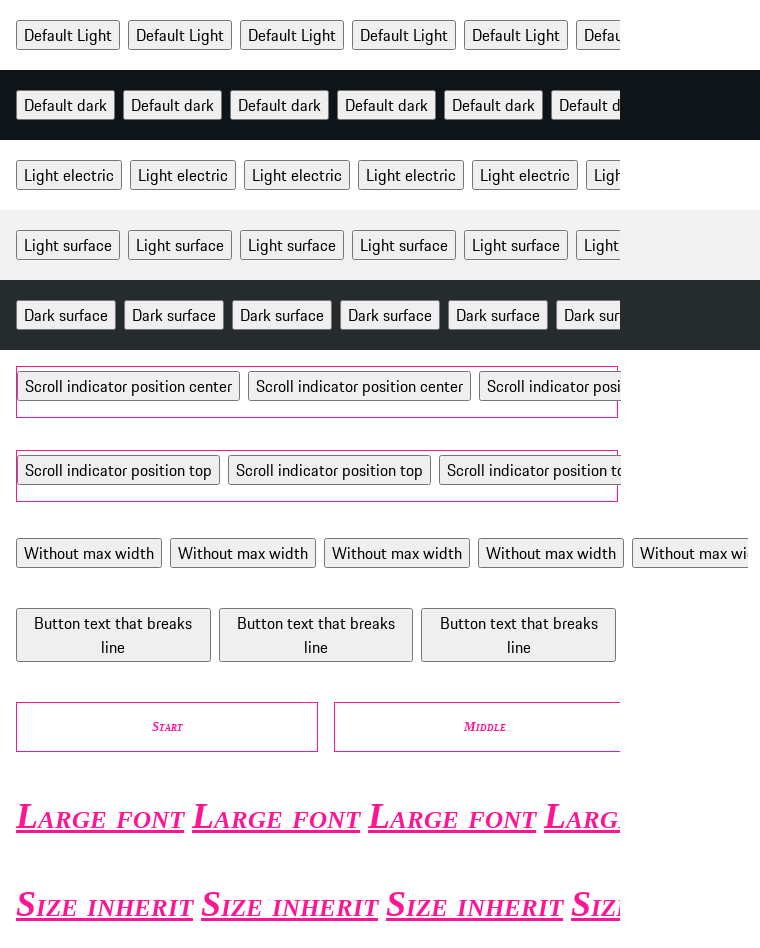 Default Light Default Light Default Light Default Light Default Light Defau
Default dark Default dark Default dark Default dark Default dark Default d
Light electric Light electric Light electric Light electric Light electric Ligh
Light surface Light surface Light surface Light surface Light surface Light
Dark surface Dark surface Dark surface Dark surface Dark surface Dark sur
Scroll indicator position center Scroll indicator position center Scroll indicator posi
Scroll indicator position top Scroll indicator position top Scroll indicator position to
Without max width Without max width Without max width Without max width Without max wi
Button text that breaks line Button text that breaks line Button text that breaks line
Start Middle
Large font Large font Large font Larg
Size inherit Size inherit Size inherit Siz